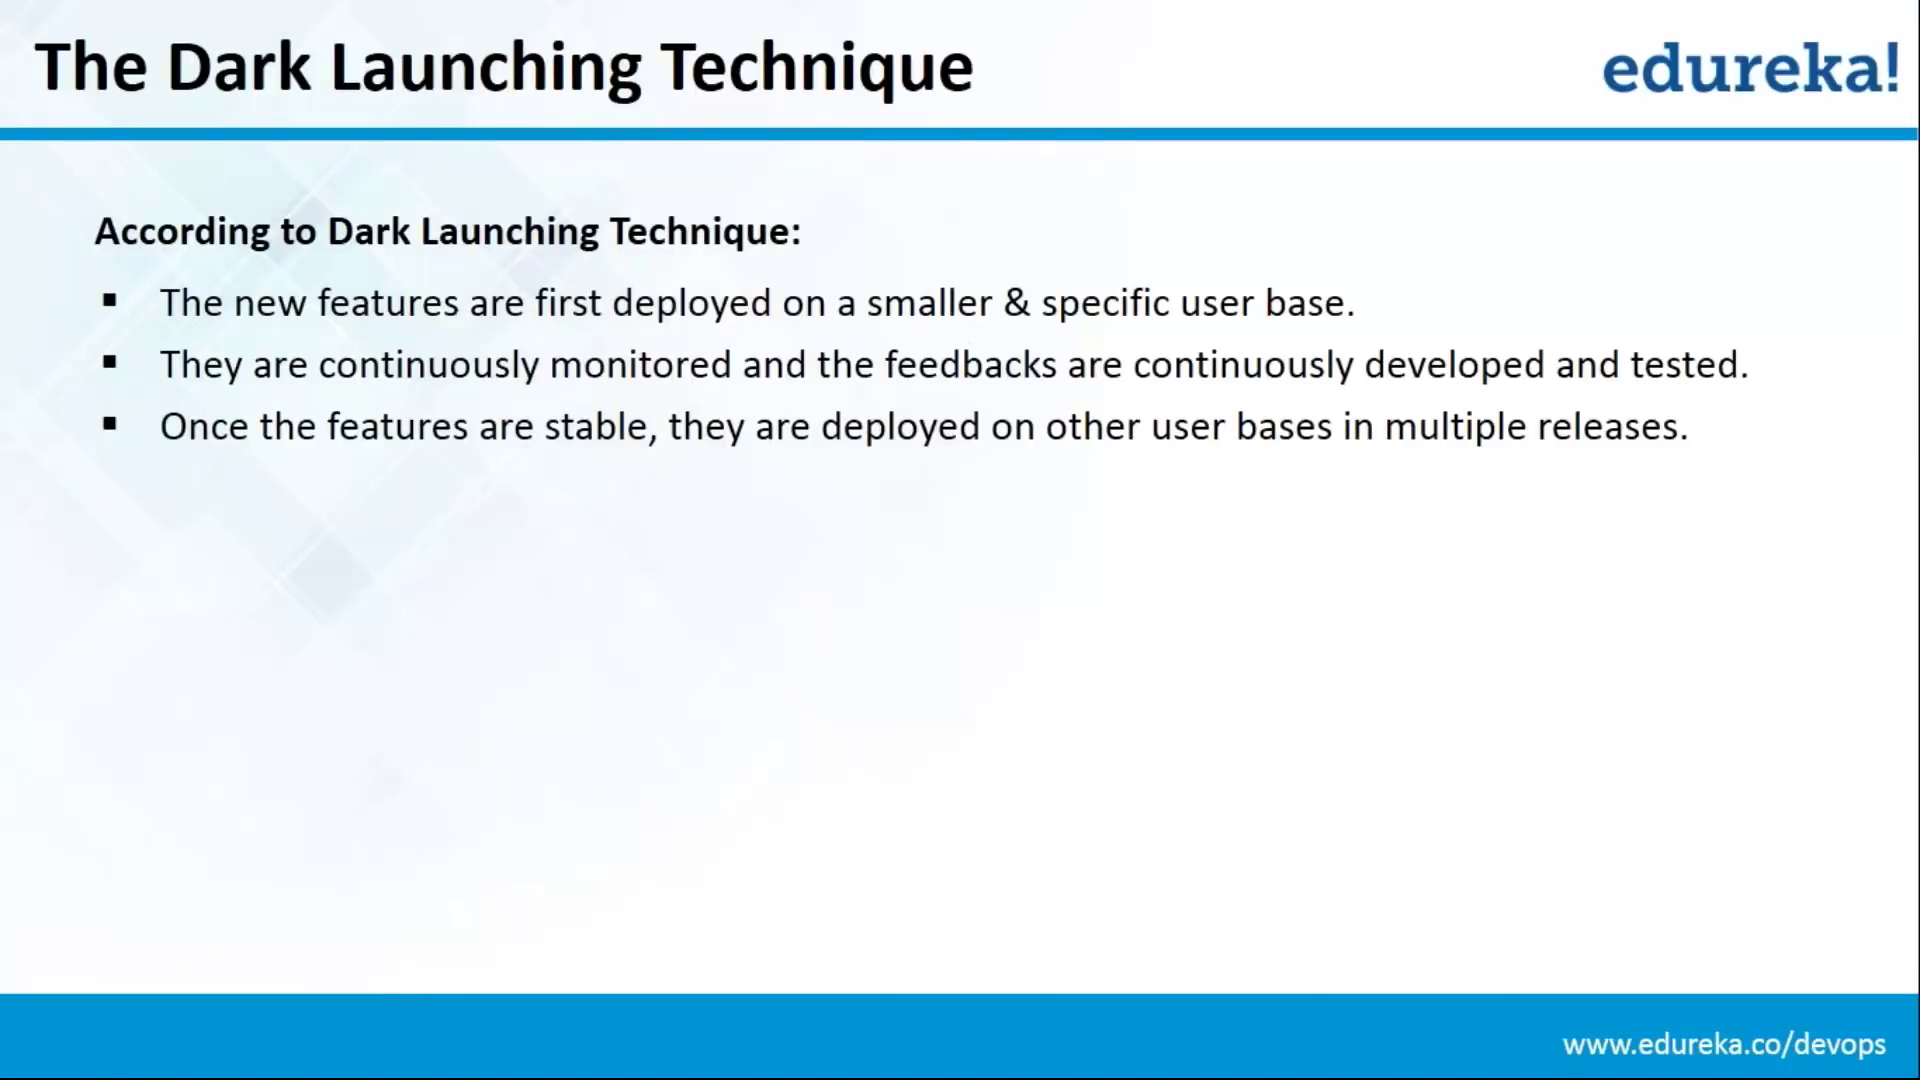 The Dark Launching Technique
edureka!
According to Dark Launching Technique:
▪ The new features are first deployed on a smaller & specific user base.
▪ They are continuously monitored and the feedbacks are continuously developed and tested.
▪ Once the features are stable, they are deployed on other user bases in multiple releases.
www.edureka.co/devops